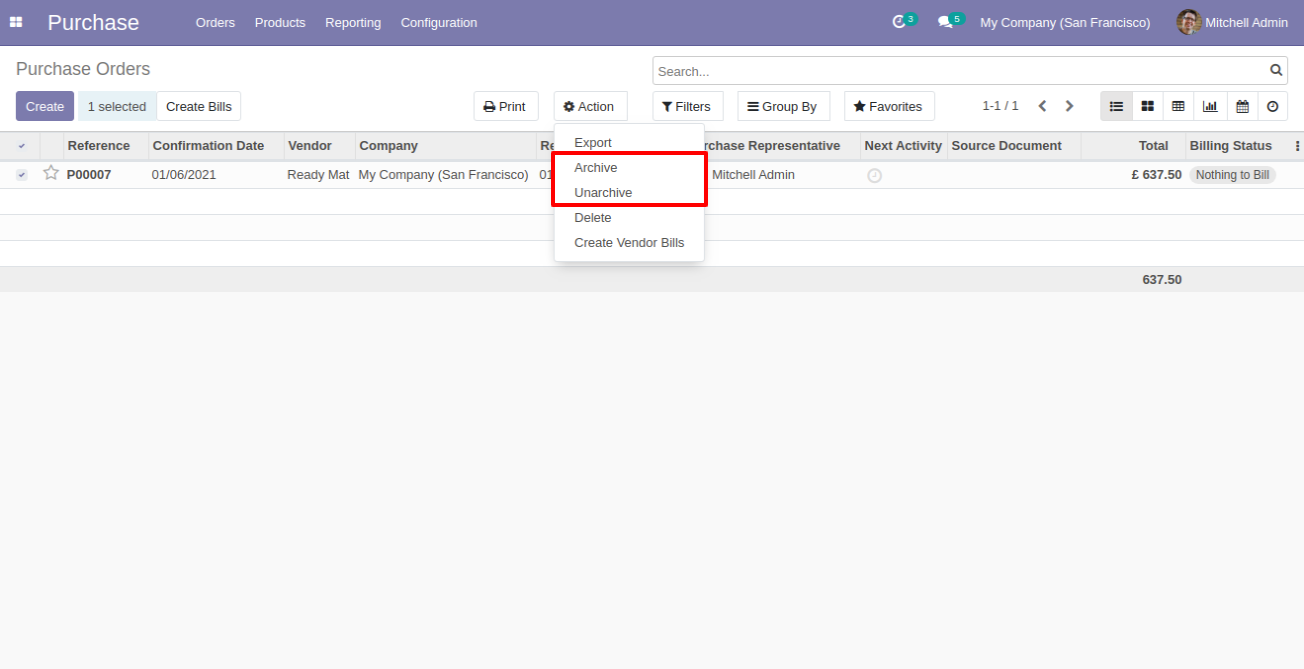 Purchase Orders Products Reporting Configuration 3 5 My Company (San Francisco) Mitchell Admin
Purchase Orders
Search...
Create 1 selected Create Bills Print Action Filters Group By Favorites 1-1 / 1
Reference Confirmation Date Vendor Company Representative Next Activity Source Document Total Billing Status
P00007 01/06/2021 Ready Mat My Company (San Francisco) Mitchell Admin £ 637.50 Nothing to Bill
Export
Archive
Unarchive
Delete
Create Vendor Bills
637.50